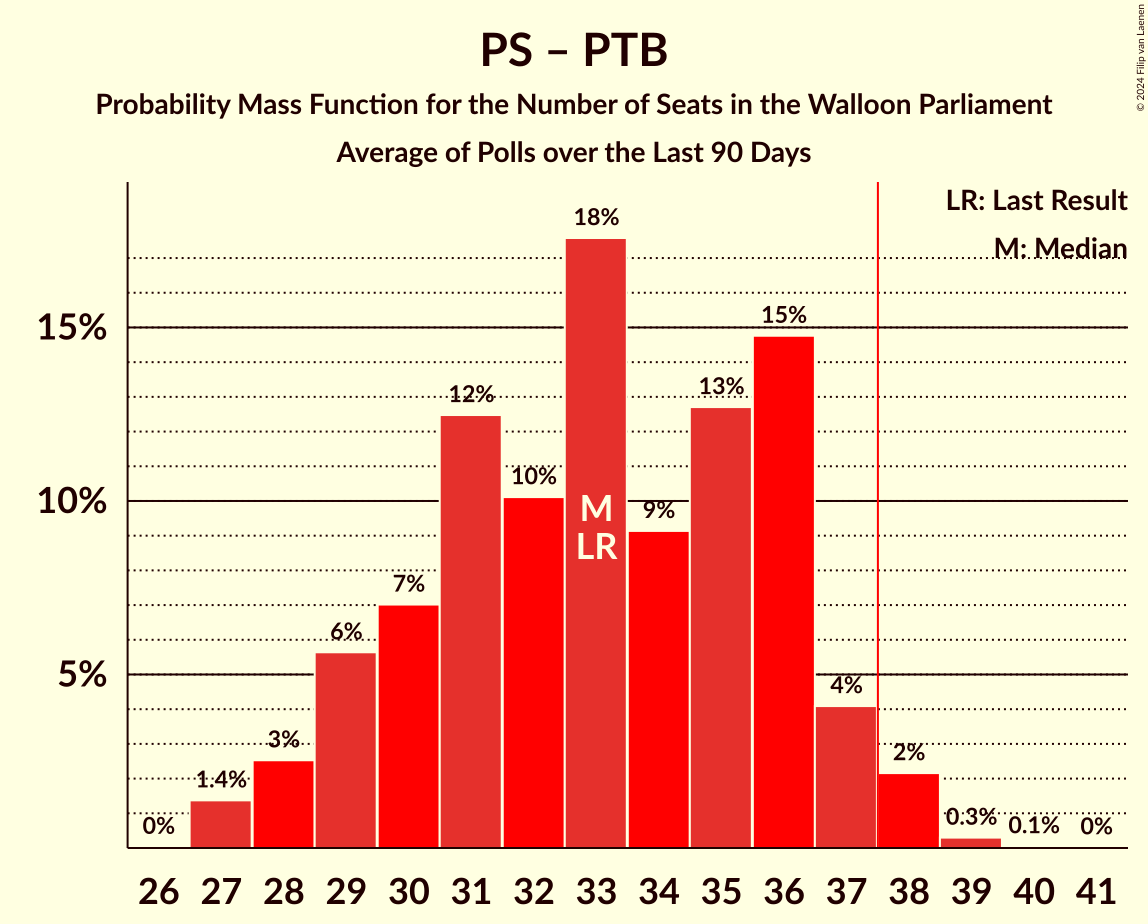 PS – PTB
Probability Mass Function for the Number of Seats in the Walloon Parliament
Average of Polls over the Last 90 Days
© 2024 Filip van Laenen
LR: Last Result
M: Median
15%
10%
5%
0%
1.4%
3%
6%
7%
12%
10%
18%
9%
13%
15%
4%
2%
0.3%
0.1%
0%
M
LR
26 27 28 29 30 31 32 33 34 35 36 37 38 39 40 41